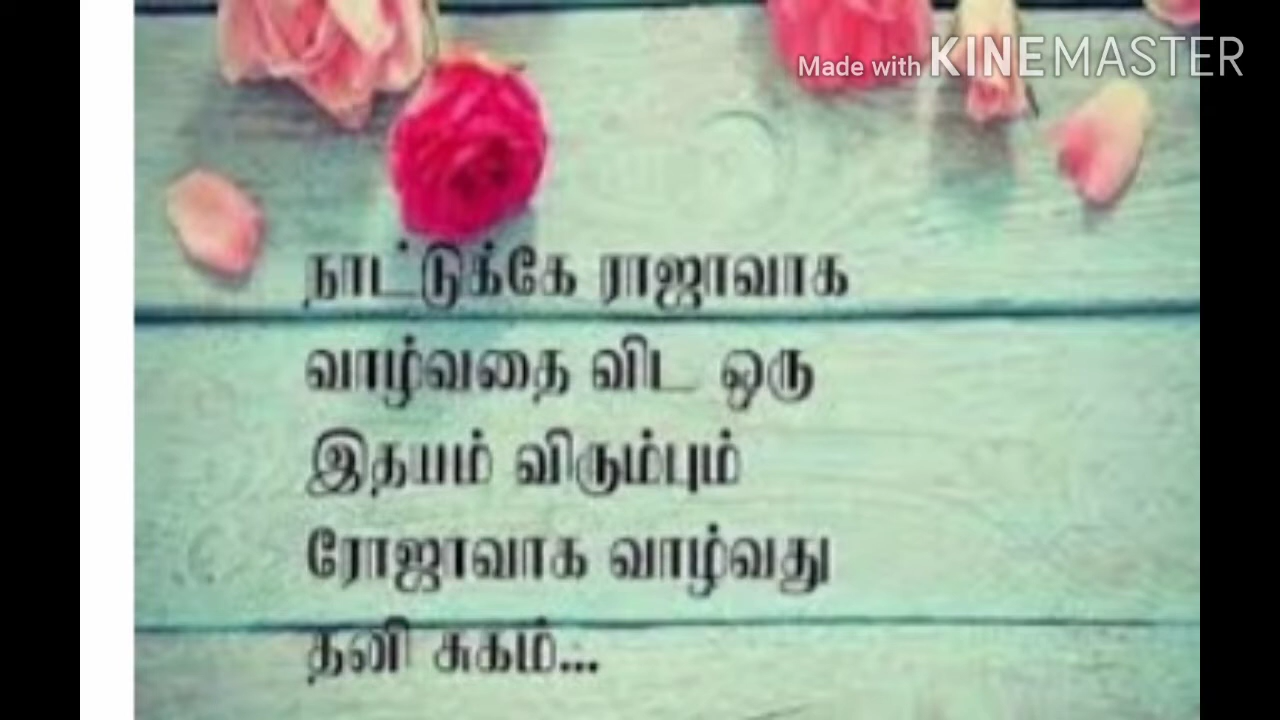 Made with KINEMASTER
நாட்டுக்கே ராஜாவாக
வாழ்வதை விட ஒரு
இதயம் விரும்பும்
ரோஜாவாக வாழ்வது
தனி சுகம்...